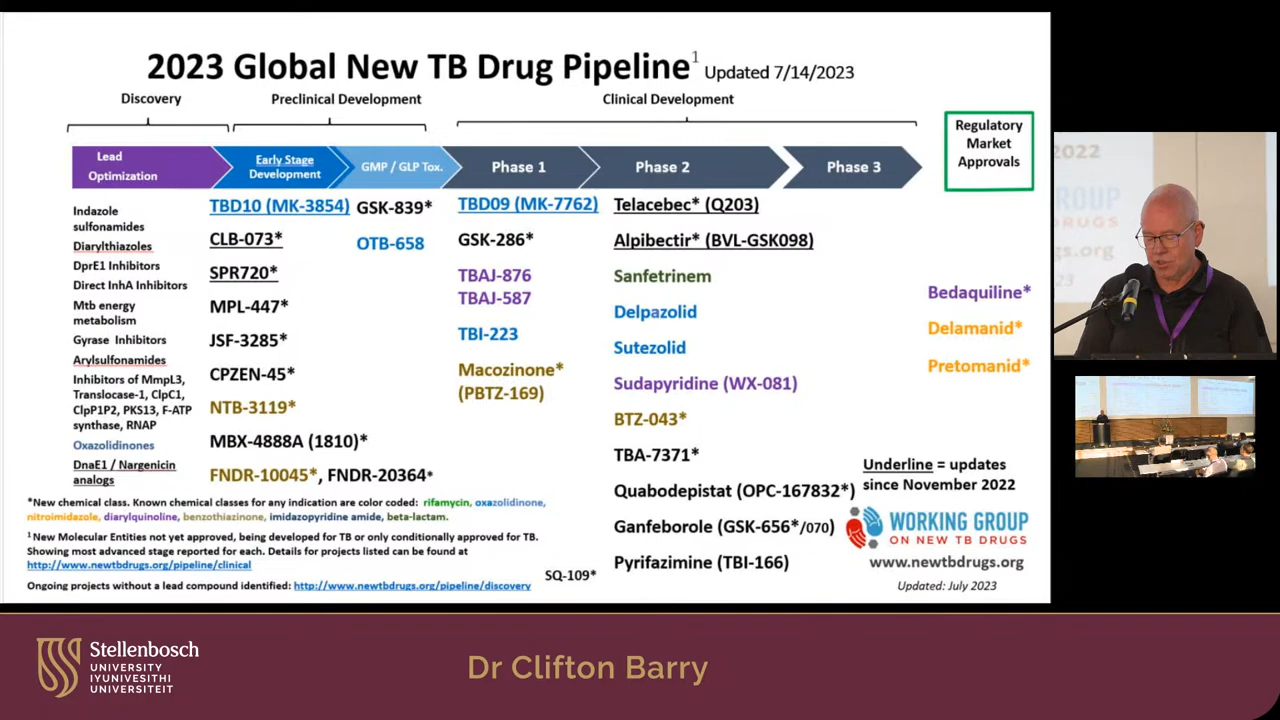 2023 Global New TB Drug Pipeline1 Updated 7/14/2023
Discovery
Preclinical Development
Clinical Development
Regulatory
Market
Approvals
Lead
Optimization
Early Stage
Development
GMP / GLP Tox.
Phase 1
Phase 2
Phase 3
Indazole
sulfonamides
Diarylthiazoles
DprE1 Inhibitors
Direct InhA Inhibitors
Mtb energy
metabolism
Gyrase Inhibitors
Arylsulfonamides
Inhibitors of MmpL3,
Translocase-1, ClpC1,
ClpP1P2, PKS13, F-ATP
synthase, RNAP
Oxazolidinones
DnaE1 / Nargenicin
analogs
TBD10 (MK-3854)
CLB-073*
SPR720*
MPL-447*
JSF-3285*
CPZEN-45*
NTB-3119*
MBX-4888A (1810)*
FNDR-10045*, FNDR-20364*
GSK-839*
OTB-658
TBD09 (MK-7762)
GSK-286*
TBAJ-876
TBAJ-587
TBI-223
Macozinone*
(PBTZ-169)
Telacebec* (Q203)
Alpibectir* (BVL-GSK098)
Sanfetrinem
Delpazolid
Sutezolid
Sudapyridine (WX-081)
BTZ-043*
TBA-7371*
Quabodepistat (OPC-167832*)
Ganfeborole (GSK-656*/070)
Pyrifazimine (TBI-166)
SQ-109*
Bedaquiline*
Delamanid*
Pretomanid*
Underline = updates
since November 2022
WORKING GROUP
ON NEW TB DRUGS
www.newtbdrugs.org
Updated: July 2023
*New chemical class. Known chemical classes for any indication are color coded: rifamycin, oxazolidinone,
nitroimidazole, diarylquinoline, benzothiazinone, imidazopyridine amide, beta-lactam.
1 New Molecular Entities not yet approved, being developed for TB or only conditionally approved for TB.
Showing most advanced stage reported for each. Details for projects listed can be found at
http://www.newtbdrugs.org/pipeline/clinical
Ongoing projects without a lead compound identified: http://www.newtbdrugs.org/pipeline/discovery
2022
GROUP
DRUGS
s.org
Stellenbosch
UNIVERSITY
IYUNIVESITHI
UNIVERSITEIT
Dr Clifton Barry